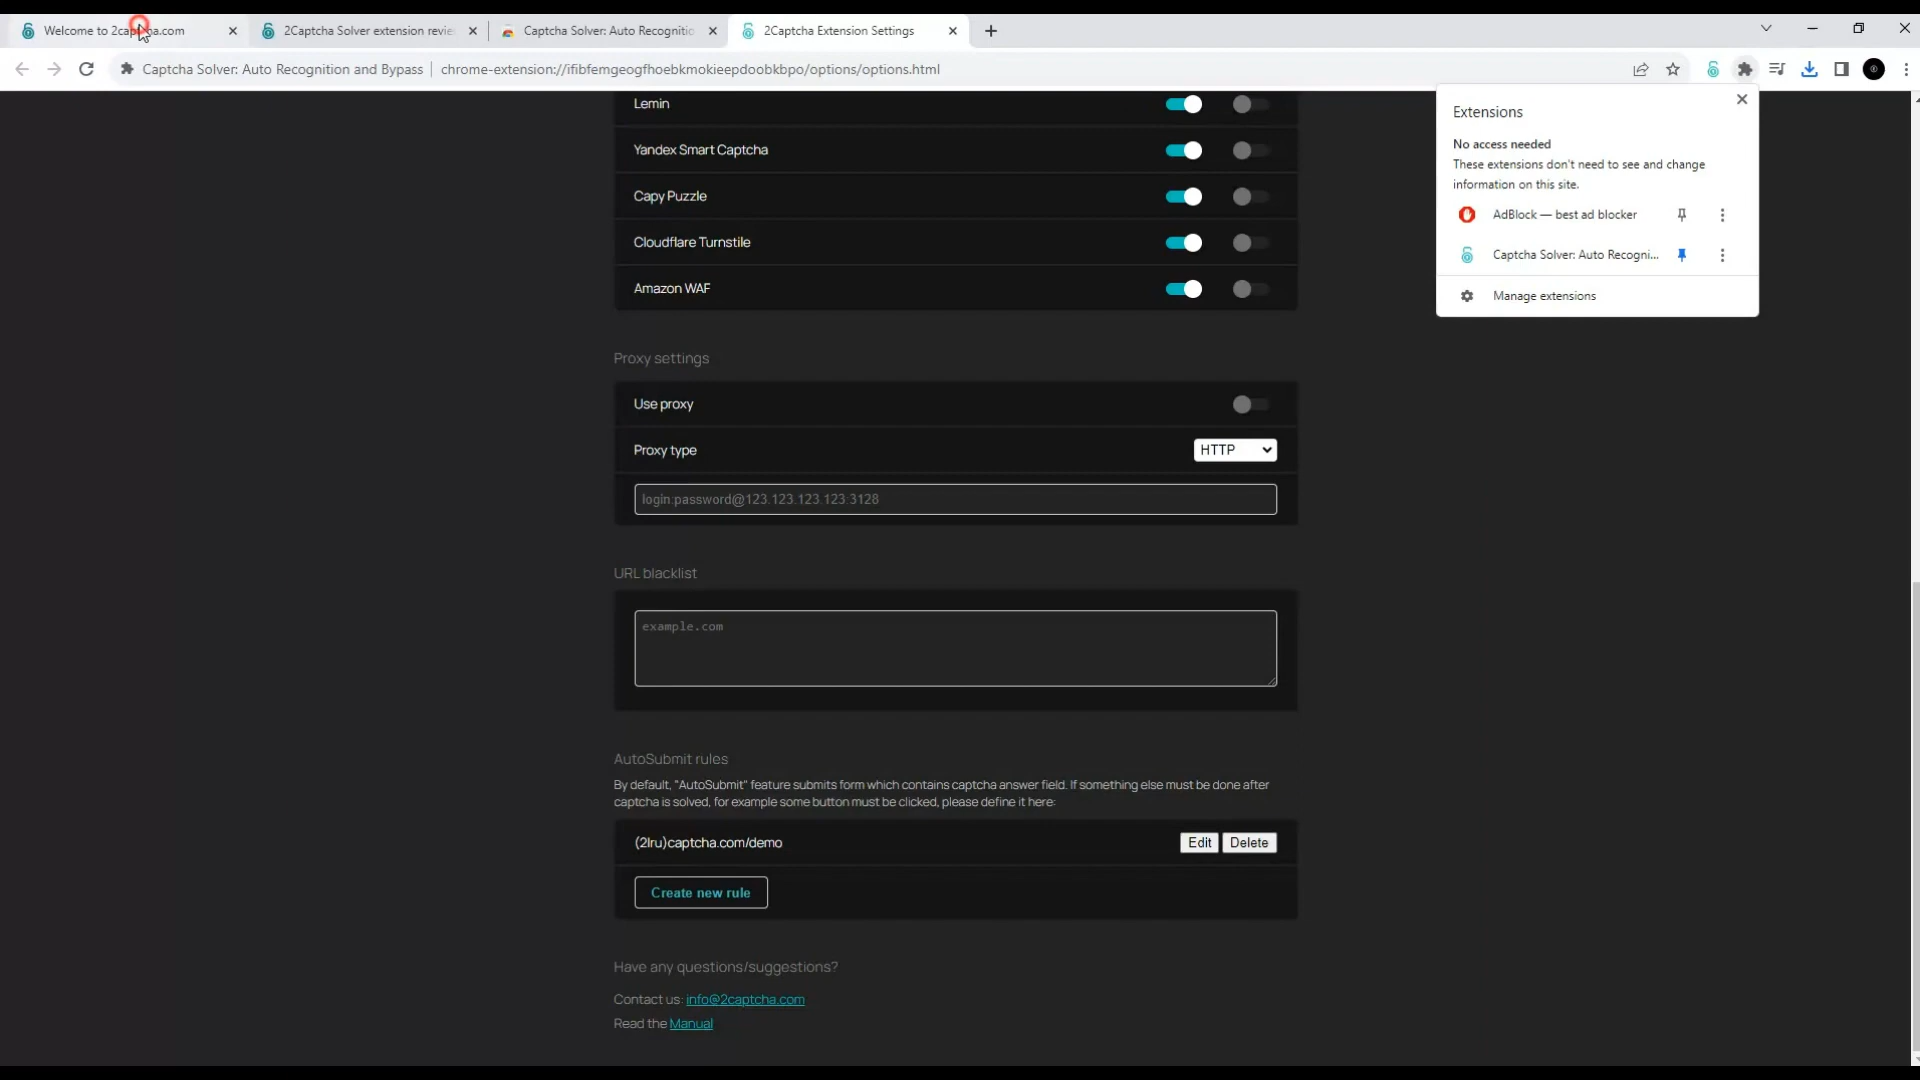 Welcome to 2captcha.com
2Captcha Solver extension revie
Captcha Solver: Auto Recognitic
2Captcha Extension Settings
Captcha Solver: Auto Recognition and Bypass
chrome-extension://ifibfemgeogfhoebkmokieepdoobkbpo/options/options.html
Extensions
No access needed
These extensions don't need to see and change
information on this site.
AdBlock — best ad blocker
Captcha Solver: Auto Recogni...
Manage extensions
Lemin
Yandex Smart Captcha
Capy Puzzle
Cloudflare Turnstile
Amazon WAF
Proxy settings
Use proxy
Proxy type
HTTP
login:password@123.123.123.123:3128
URL blacklist
example.com
AutoSubmit rules
By default, "AutoSubmit" feature submits form which contains captcha answer field. If something else must be done after
captcha is solved, for example some button must be clicked, please define it here:
(2|ru)captcha.com/demo
Edit
Delete
Create new rule
Have any questions/suggestions?
Contact us: info@2captcha.com
Read the Manual